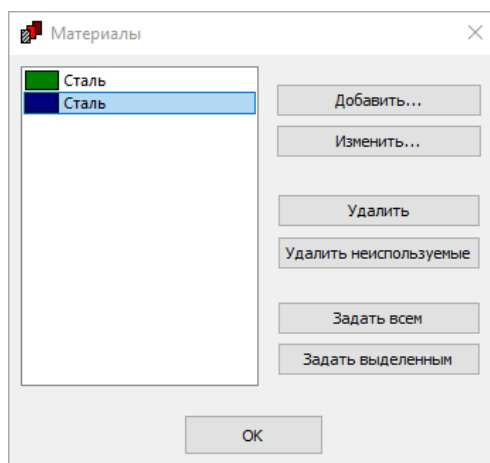 Материалы
Сталь
Сталь
Добавить...
Изменить...
Удалить
Удалить неиспользуемые
Задать всем
Задать выделенным
OK